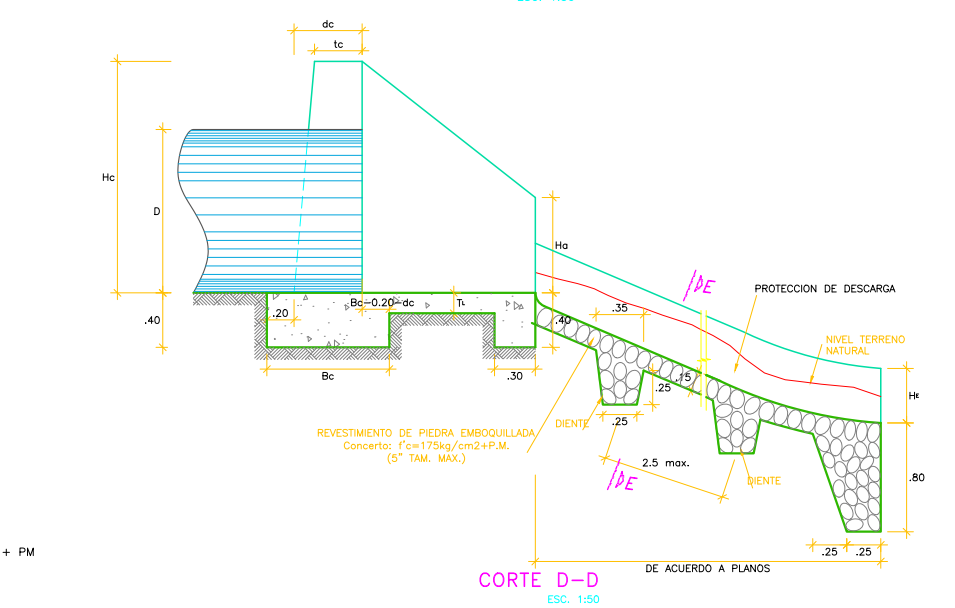 dc
tc
Hc
D
Ha
DE
PROTECCION DE DESCARGA
Bc-0.20-dc
TL
.20
.40
.40
.35
NIVEL TERRENO
NATURAL
.15
.25
Bc
.30
.25
DIENTE
REVESTIMIENTO DE PIEDRA EMBOQUILLADA
Concerto: f'c=175kg/cm2+P.M.
(5" TAM. MAX.)
2.5 max.
DE
DIENTE
.80
+ PM
.25
.25
DE ACUERDO A PLANOS
CORTE D-D
ESC. 1:50